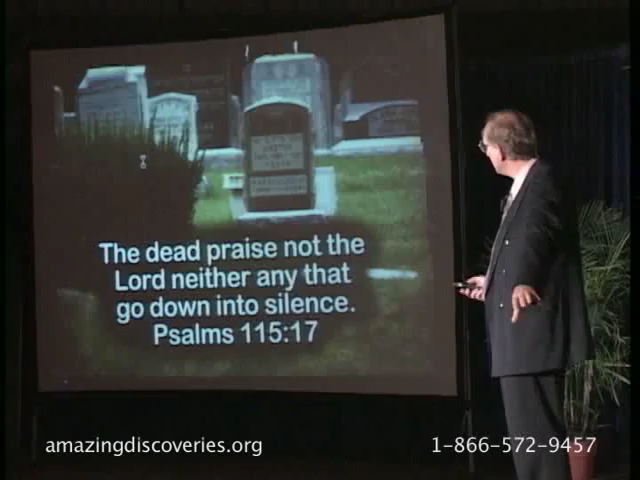 The dead praise not the
Lord neither any that
go down into silence.
Psalms 115:17
amazingdiscoveries.org
1-866-572-9457